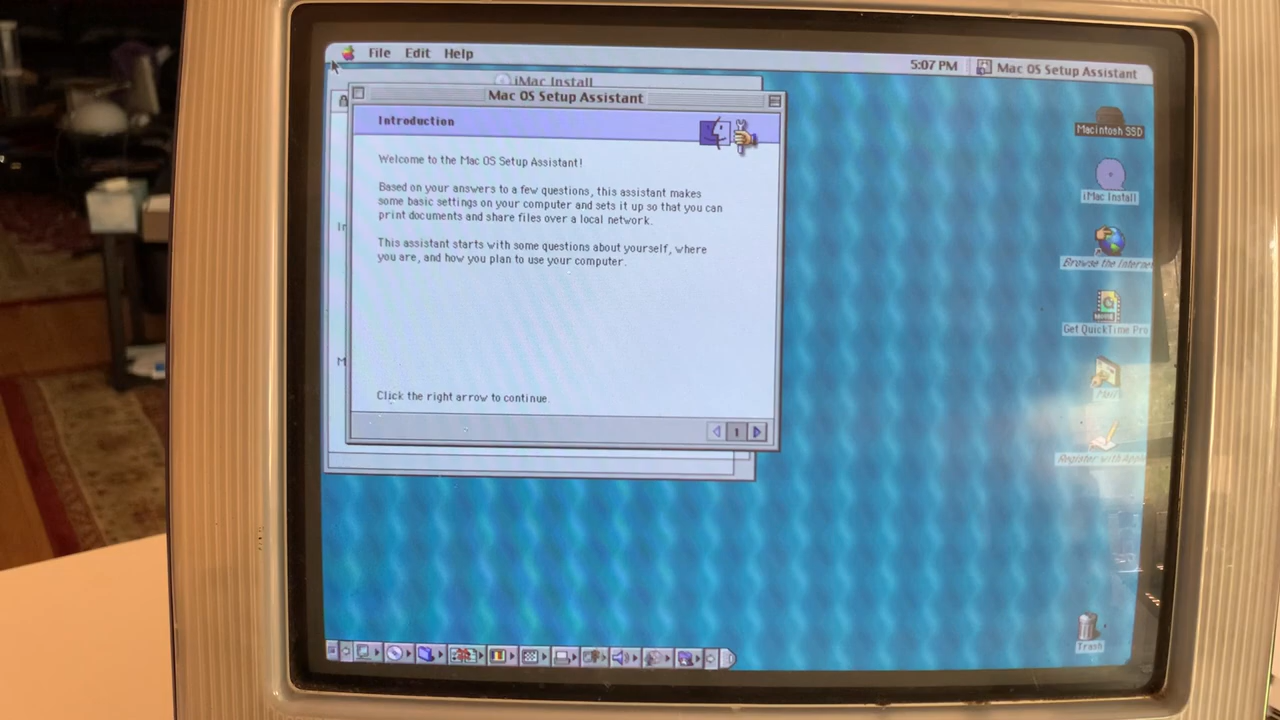 File Edit Help
5:07 PM
Mac OS Setup Assistant
iMac Install
Mac OS Setup Assistant
Introduction
Welcome to the Mac OS Setup Assistant!
Based on your answers to a few questions, this assistant makes
some basic settings on your computer and sets it up so that you can
print documents and share files over a local network.
This assistant starts with some questions about yourself, where
you are, and how you plan to use your computer.
Click the right arrow to continue.
1
Macintosh SSD
iMac Install
Browse the Internet
Get QuickTime Pro
Mail
Register with Apple
Trash